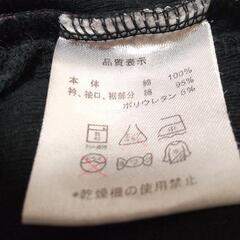 品質表示
本体 綿 100%
衿、袖口、裾部分 綿 95%
ポリウレタン 5%
*乾燥機の使用禁止